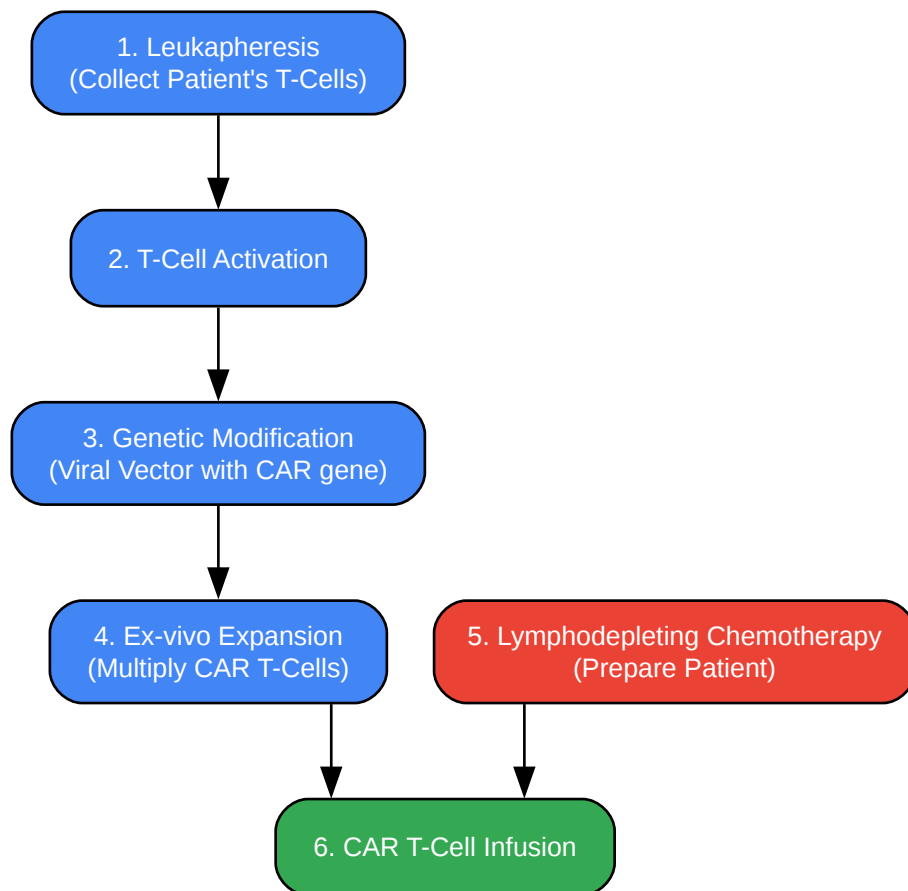 1. Leukapheresis
(Collect Patient's T-Cells)
2. T-Cell Activation
3. Genetic Modification
(Viral Vector with CAR gene)
4. Ex-vivo Expansion
(Multiply CAR T-Cells)
5. Lymphodepleting Chemotherapy
(Prepare Patient)
6. CAR T-Cell Infusion